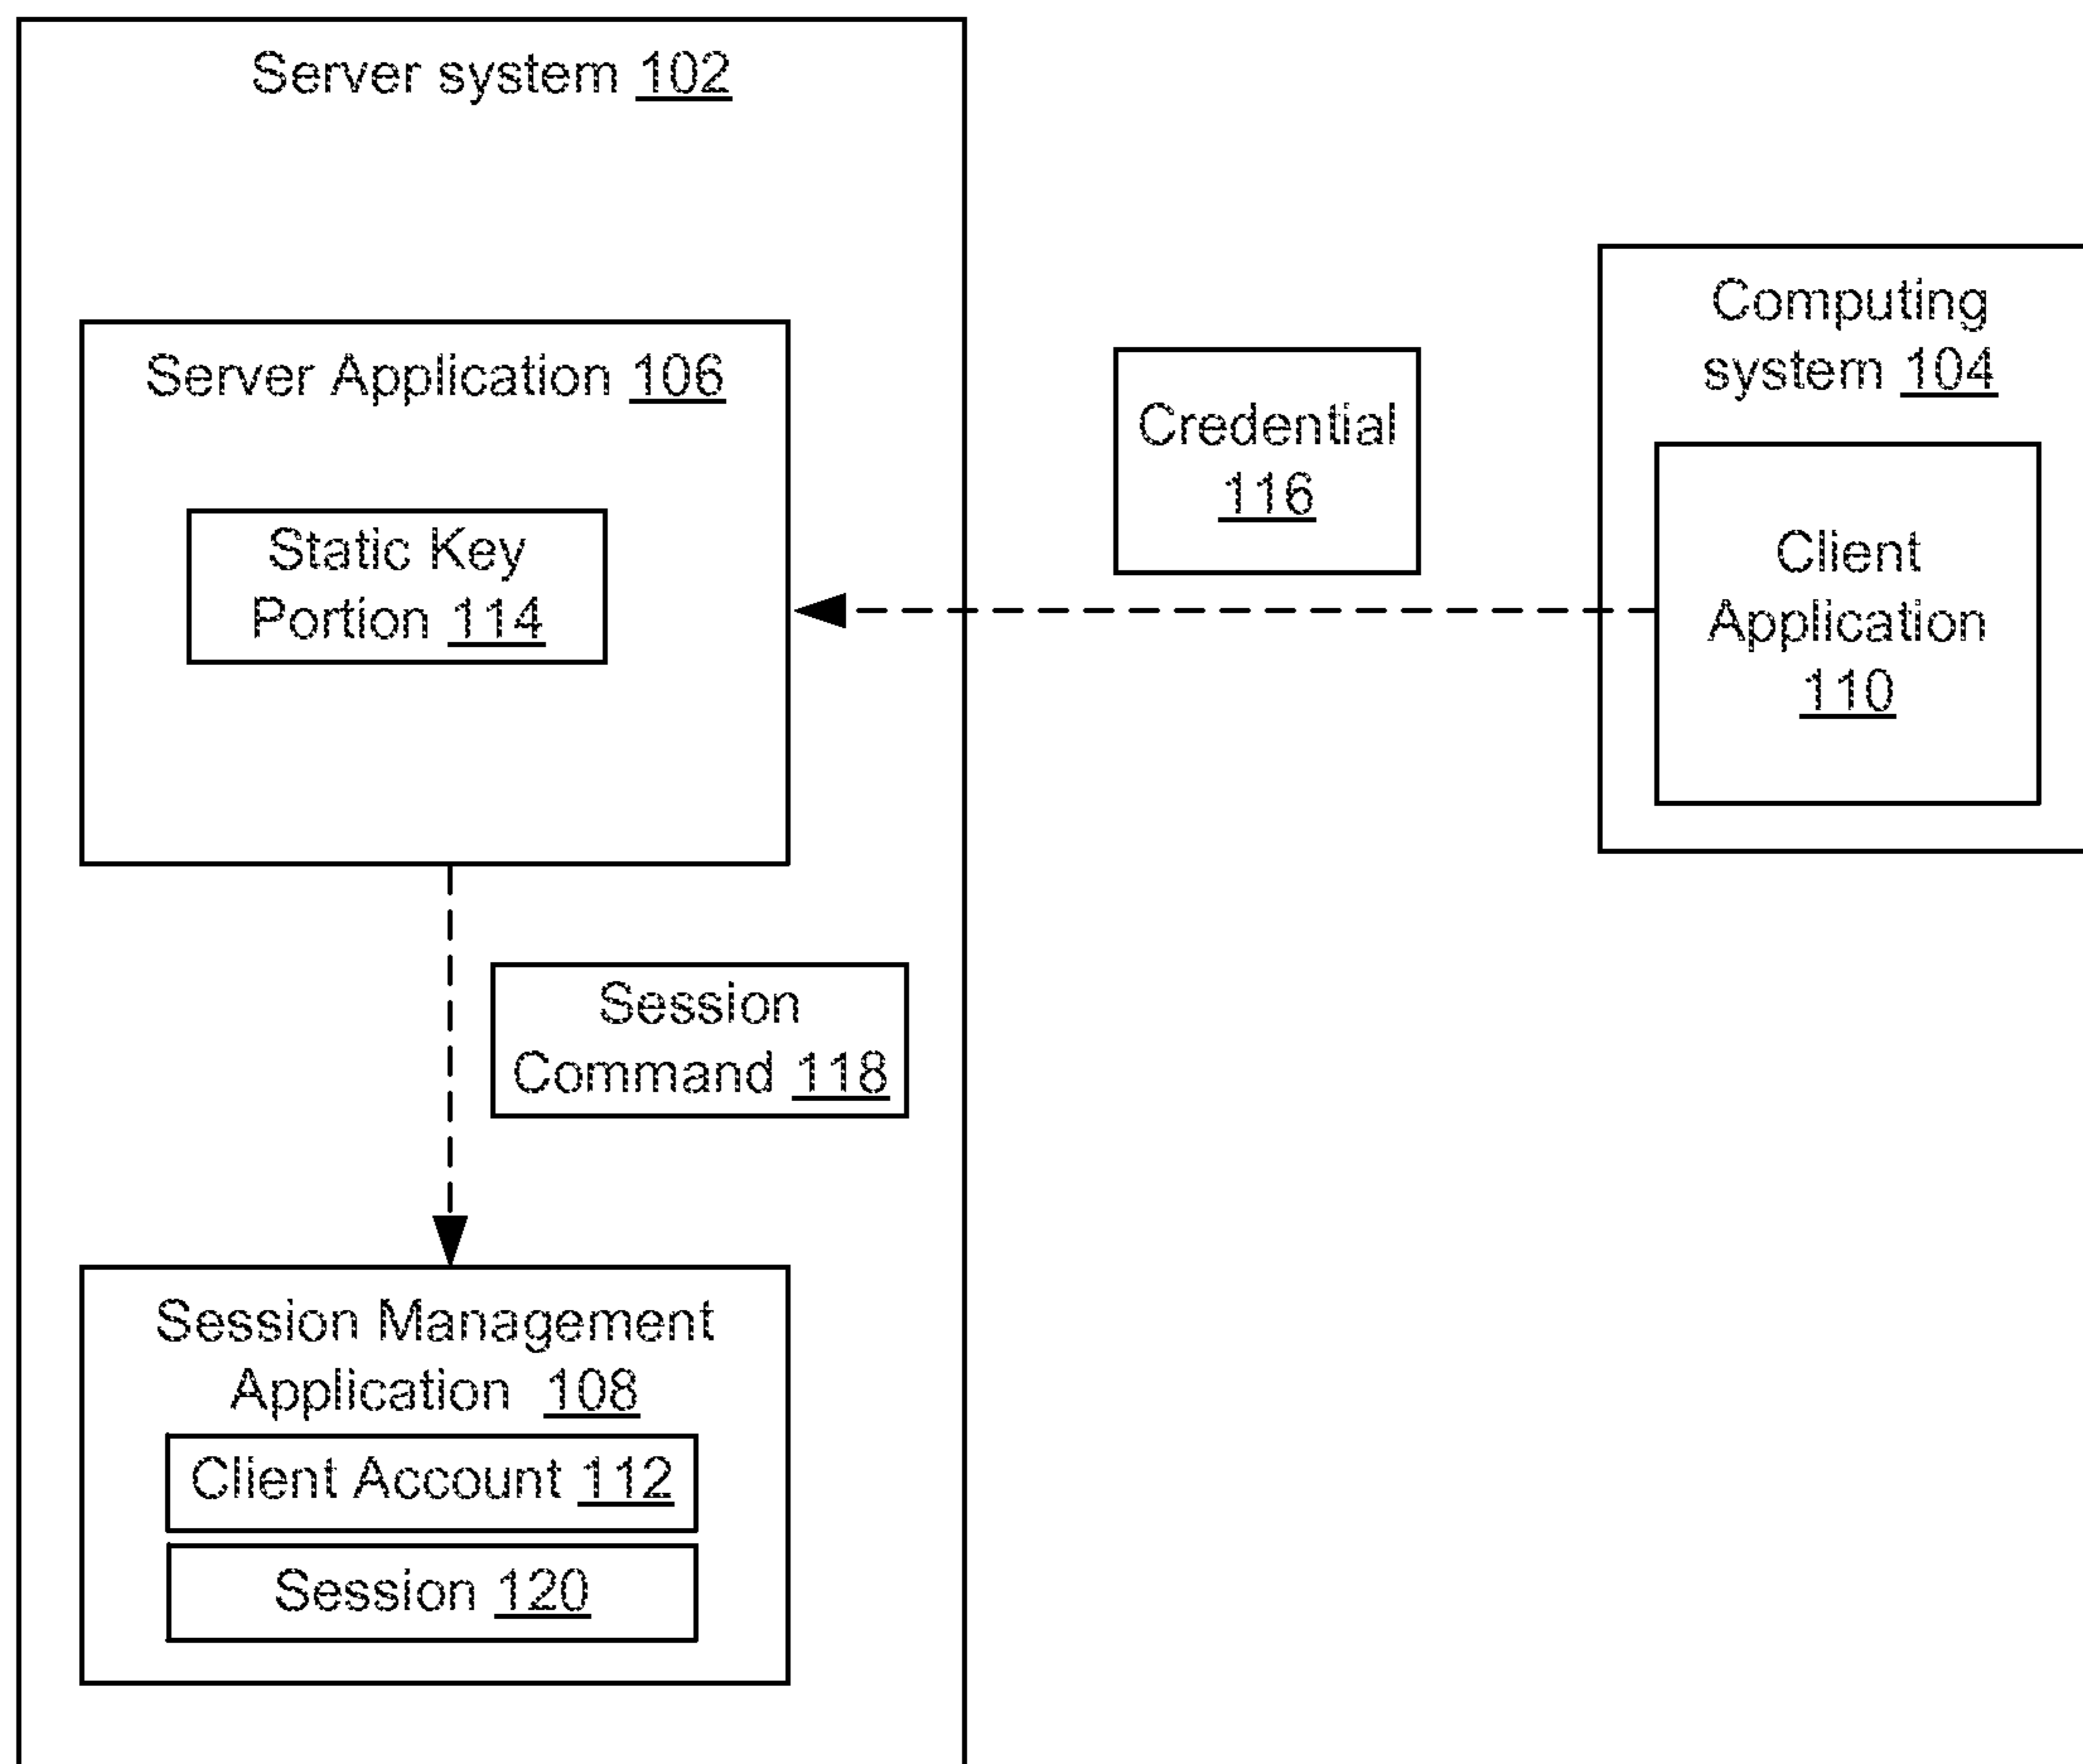 Server system 102
Server Application 106
Static Key
Portion 114
Credential
116
Computing
system 104
Client
Application
110
Session
Command 118
Session Management
Application 108
Client Account 112
Session 120